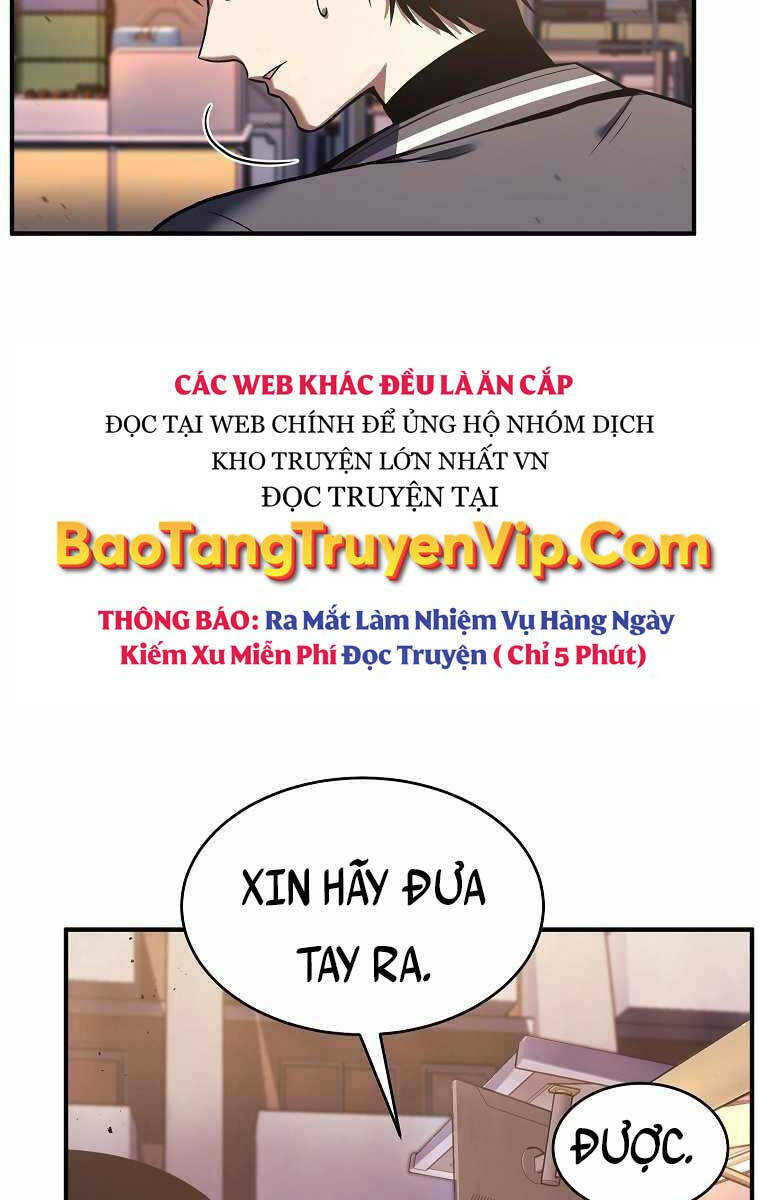 CÁC WEB KHÁC ĐỀU LÀ ĂN CẮP
ĐỌC TẠI WEB CHÍNH ĐỂ ỦNG HỘ NHÓM DỊCH
KHO TRUYỆN LỚN NHẤT VN
ĐỌC TRUYỆN TẠI
BaoTangTruyenVip.Com
THÔNG BÁO: Ra Mắt Làm Nhiệm Vụ Hàng Ngày
Kiếm Xu Miễn Phí Đọc Truyện ( Chỉ 5 Phút)
XIN HÃY ĐƯA
TAY RA.
ĐƯỢC.